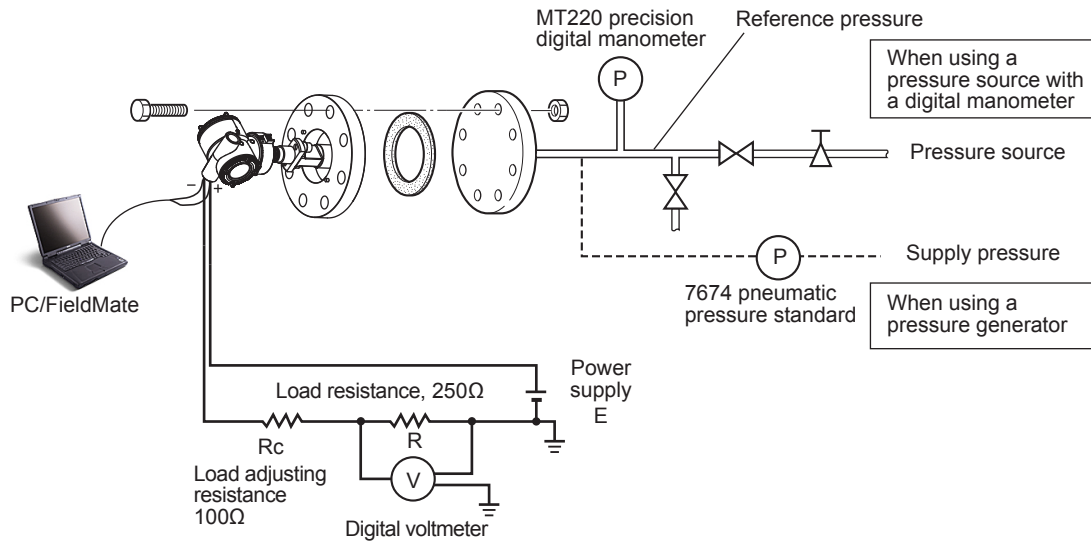 MT220 precision
digital manometer
Reference pressure
P
When using a
pressure source with
a digital manometer
Pressure source
− +
PC/FieldMate
P
Supply pressure
7674 pneumatic
pressure standard
When using a
pressure generator
Load resistance, 250Ω
Power
supply
E
Rc
R
Load adjusting
resistance
100Ω
V
Digital voltmeter